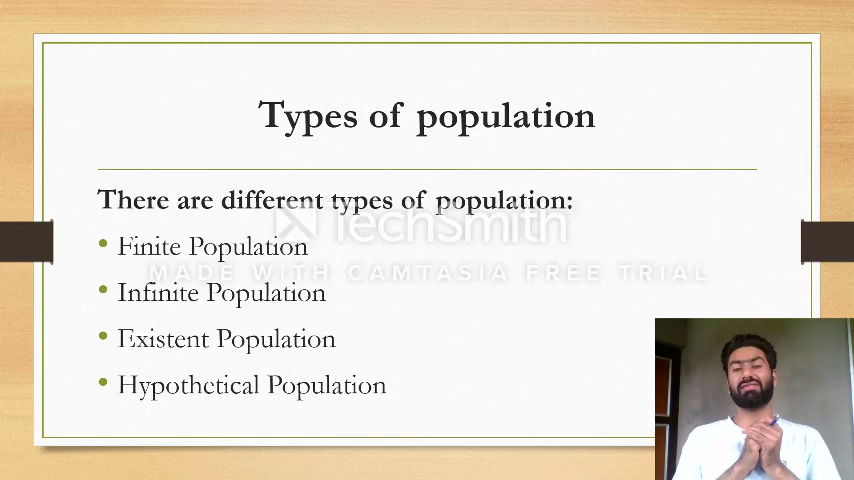 Types of population
There are different types of population:
TechSmith
• Finite Population
MADE WITH CAMTASIA FREE TRIAL
• Infinite Population
• Existent Population
• Hypothetical Population